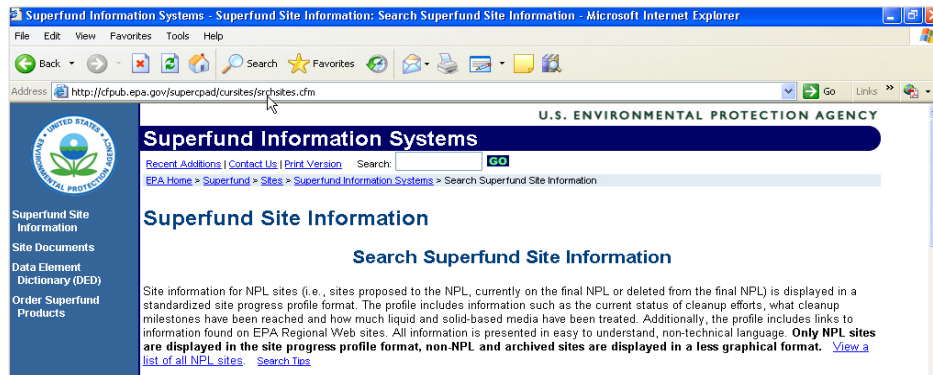 Superfund Information Systems - Superfund Site Information: Search Superfund Site Information - Microsoft Internet Explorer
File Edit View Favorites Tools Help
Back Search Favorites
Address http://cfpub.epa.gov/supercpad/cursites/srchsites.cfm Go Links »
U.S. ENVIRONMENTAL PROTECTION AGENCY
UNITED STATES
ENVIRONMENTAL PROTECTION AGENCY
Superfund Information Systems
Recent Additions | Contact Us | Print Version Search: GO
EPA Home > Superfund > Sites > Superfund Information Systems > Search Superfund Site Information
Superfund Site
Information
Site Documents
Data Element
Dictionary (DED)
Order Superfund
Products
Superfund Site Information
Search Superfund Site Information
Site information for NPL sites (i.e., sites proposed to the NPL, currently on the final NPL or deleted from the final NPL) is displayed in a
standardized site progress profile format. The profile includes information such as the current status of cleanup efforts, what cleanup
milestones have been reached and how much liquid and solid-based media have been treated. Additionally, the profile includes links to
information found on EPA Regional Web sites. All information is presented in easy to understand, non-technical language. Only NPL sites
are displayed in the site progress profile format, non-NPL and archived sites are displayed in a less graphical format. View a
list of all NPL sites. Search Tips